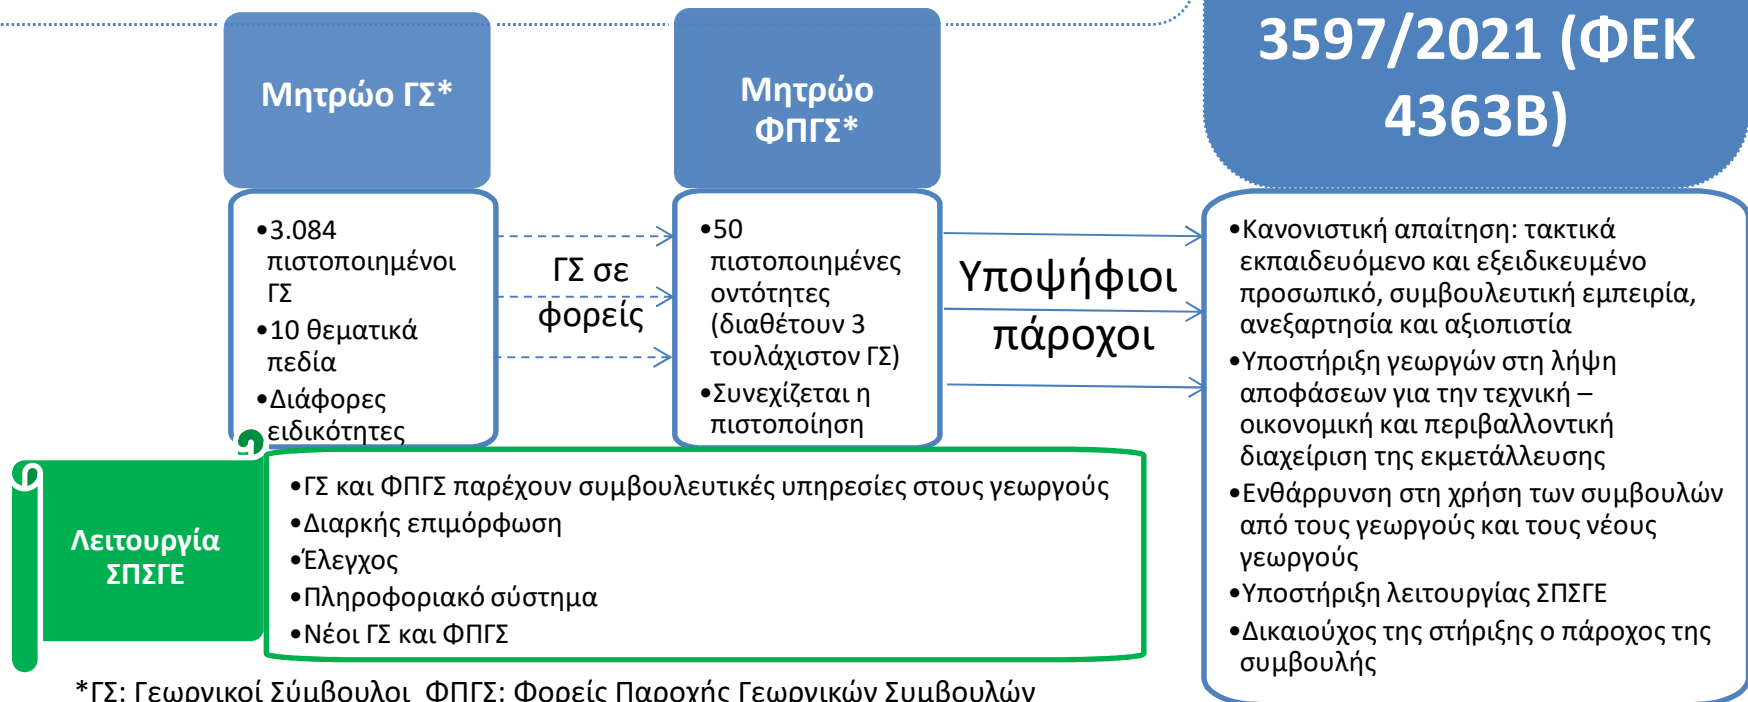 Μητρώο ΓΣ*
•3.084
πιστοποιημένοι
ΓΣ
•10 θεματικά
πεδία
•Διάφορες
ειδικότητες
ΓΣ σε
φορείς
Μητρώο
ΦΠΓΣ*
•50
πιστοποιημένες
οντότητες
(διαθέτουν 3
τουλάχιστον ΓΣ)
•Συνεχίζεται η
πιστοποίηση
Υποψήφιοι
πάροχοι
3597/2021 (ΦΕΚ
4363Β)
•Κανονιστική απαίτηση: τακτικά
εκπαιδευόμενο και εξειδικευμένο
προσωπικό, συμβουλευτική εμπειρία,
ανεξαρτησία και αξιοπιστία
•Υποστήριξη γεωργών στη λήψη
αποφάσεων για την τεχνική –
οικονομική και περιβαλλοντική
διαχείριση της εκμετάλλευσης
•Ενθάρρυνση στη χρήση των συμβουλών
από τους γεωργούς και τους νέους
γεωργούς
•Υποστήριξη λειτουργίας ΣΠΣΓΕ
•Δικαιούχος της στήριξης ο πάροχος της
συμβουλής
Λειτουργία
ΣΠΣΓΕ
•ΓΣ και ΦΠΓΣ παρέχουν συμβουλευτικές υπηρεσίες στους γεωργούς
•Διαρκής επιμόρφωση
•Έλεγχος
•Πληροφοριακό σύστημα
•Νέοι ΓΣ και ΦΠΓΣ
*ΓΣ: Γεωργικοί Σύμβουλοι ΦΠΓΣ: Φορείς Παροχής Γεωργικών Συμβουλών